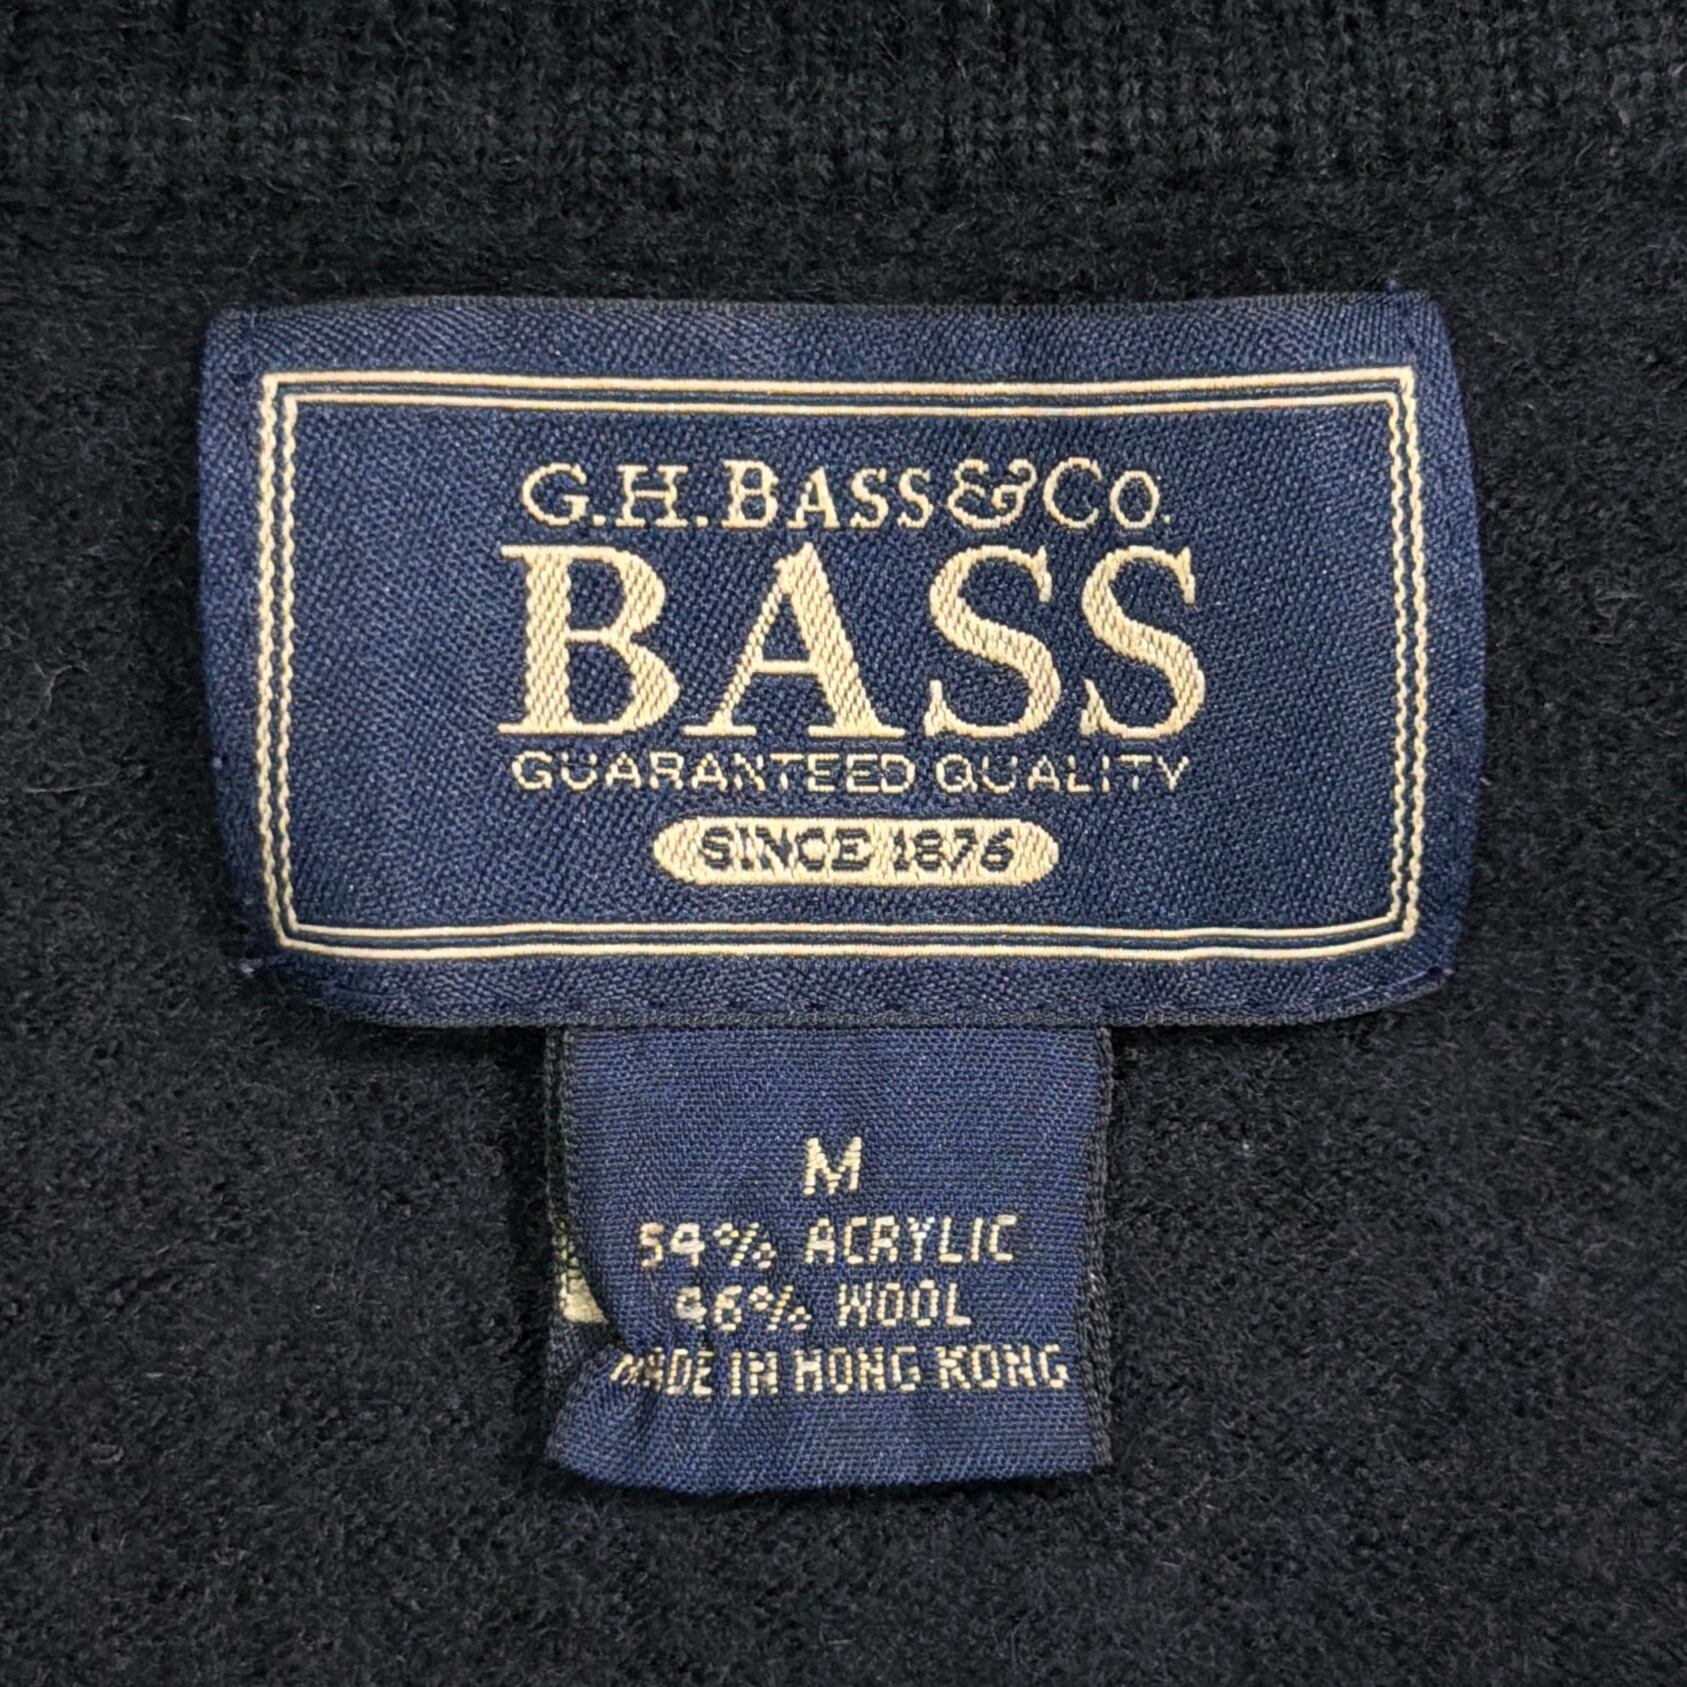 G.H. BASS & CO.
BASS
GUARANTEED QUALITY
SINCE 1876
M
54% ACRYLIC
46% WOOL
MADE IN HONG KONG